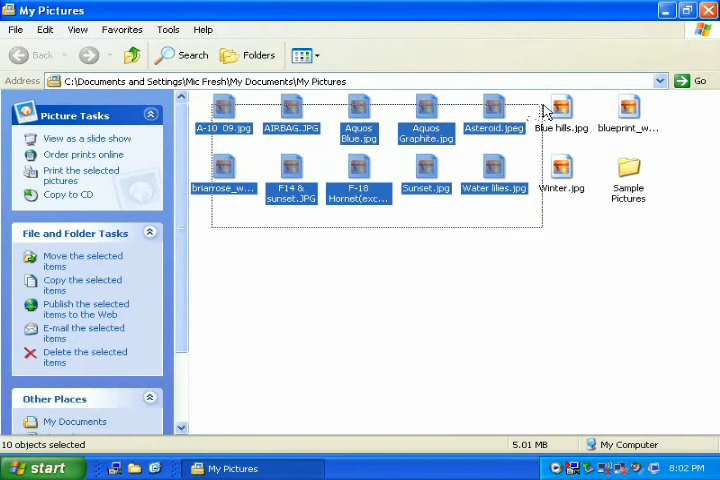 My Pictures
File Edit View Favorites Tools Help
Back Search Folders
Address C:\Documents and Settings\Mic Fresh\My Documents\My Pictures Go
Picture Tasks
View as a slide show
Order prints online
Print the selected
pictures
Copy to CD
File and Folder Tasks
Move the selected
items
Copy the selected
items
Publish the selected
items to the Web
E-mail the selected
items
Delete the selected
items
Other Places
My Documents
A-10 09.jpg AIRBAG.JPG Aquos Blue.jpg Aquos Graphite.jpg Asteroid.jpeg Blue hills.jpg blueprint_w...
briarrose_w... F14 & sunset.JPG F-18 Hornet(exc... Sunset.jpg Water lilies.jpg Winter.jpg Sample Pictures
10 objects selected 5.01 MB My Computer
start My Pictures 8:02 PM